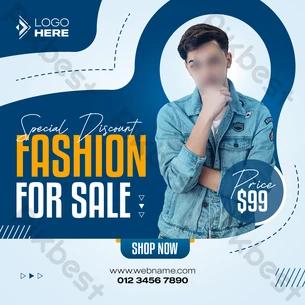 LOGO
HERE
Special Discount
FASHION
FOR SALE
Price
$99
SHOP NOW
www.webname.com
012 3456 7890